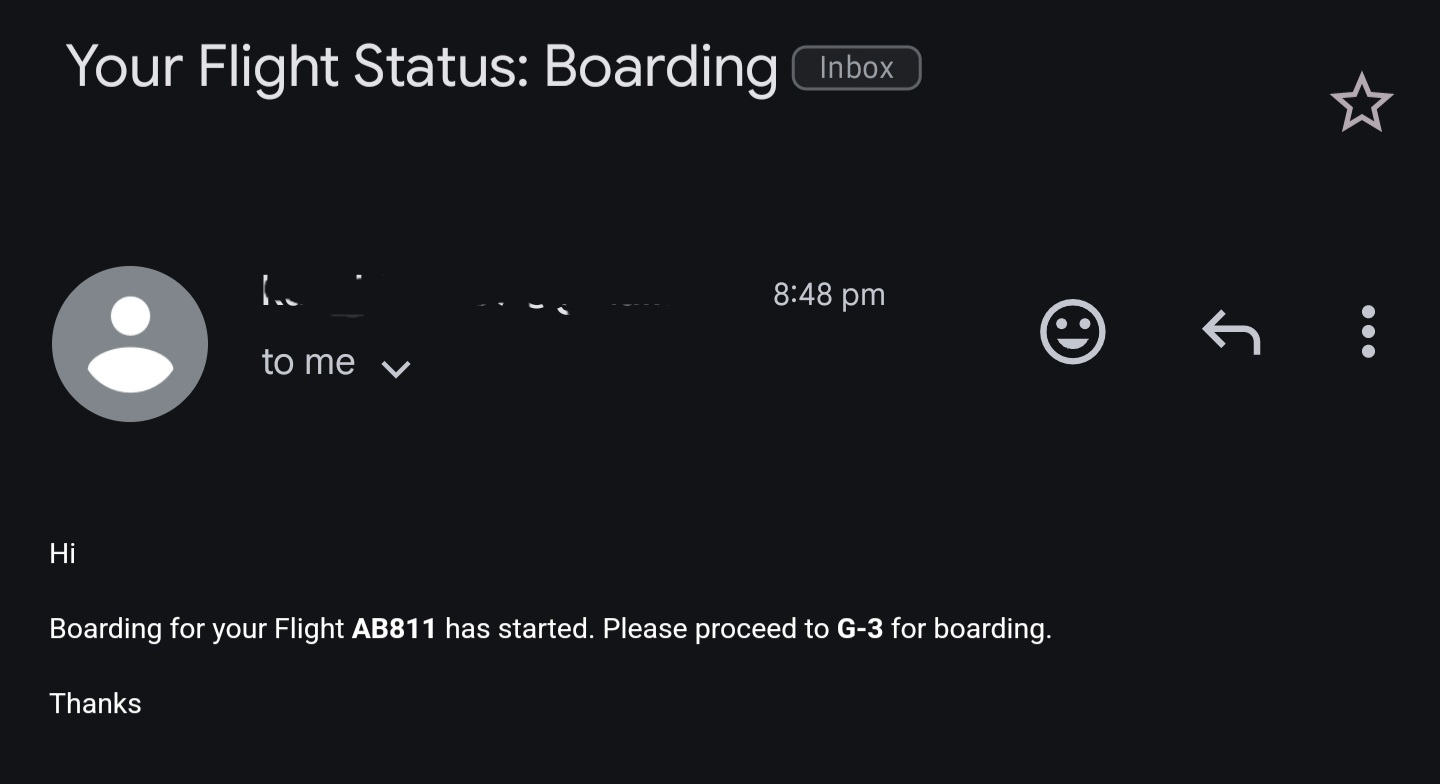 Your Flight Status: Boarding Inbox
8:48 pm
to me
Hi
Boarding for your Flight AB811 has started. Please proceed to G-3 for boarding.
Thanks